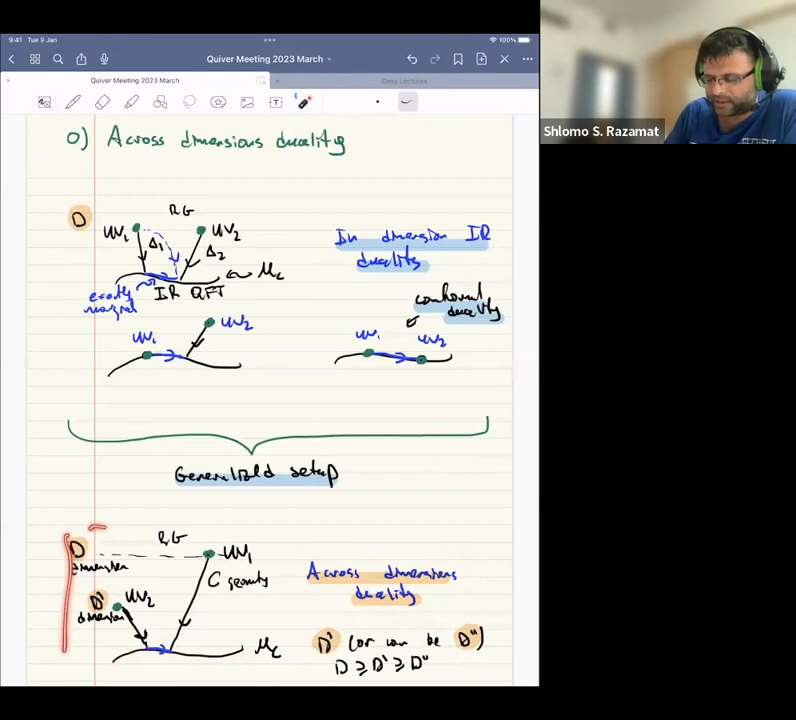 9:41 Tue 9 Jan
100%
Quiver Meeting 2023 March
Quiver Meeting 2023 March
Desy Lectures
Shlomo S. Razamat
0) Across dimensions duality
D
RG
UV1
UV2
Δ1
Δ2
In dimension IR
duality
Mc
exactly
marginal
IR QFT
conformal
duality
UV1
UV2
UV1
UV2
Generalized setup
D
dimension
RG
UV1
C geometry
Across dimensions
duality
D'
dimension
UV2
Mc
D' (or can be D'')
D ≥ D' ≥ D''